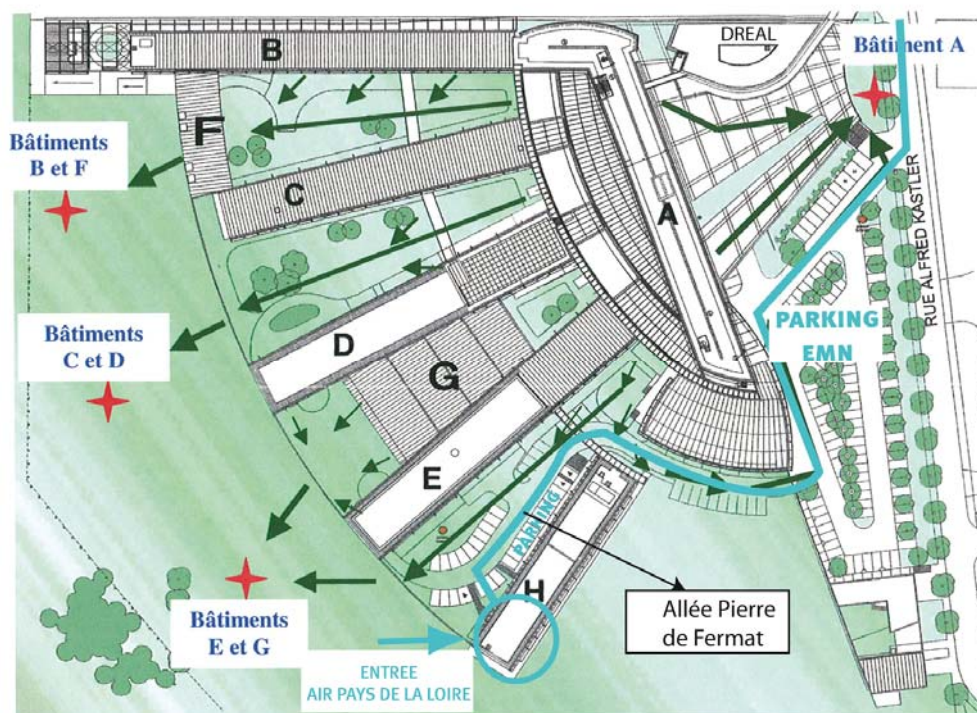 DREAL
Bâtiment A
B
F
Bâtiments
B et F
C
A
RUE ALFRED KASTLER
Bâtiments
C et D
D
G
PARKING
EMN
E
PARKING
H
Bâtiments
E et G
Allée Pierre
de Fermat
ENTREE
AIR PAYS DE LA LOIRE